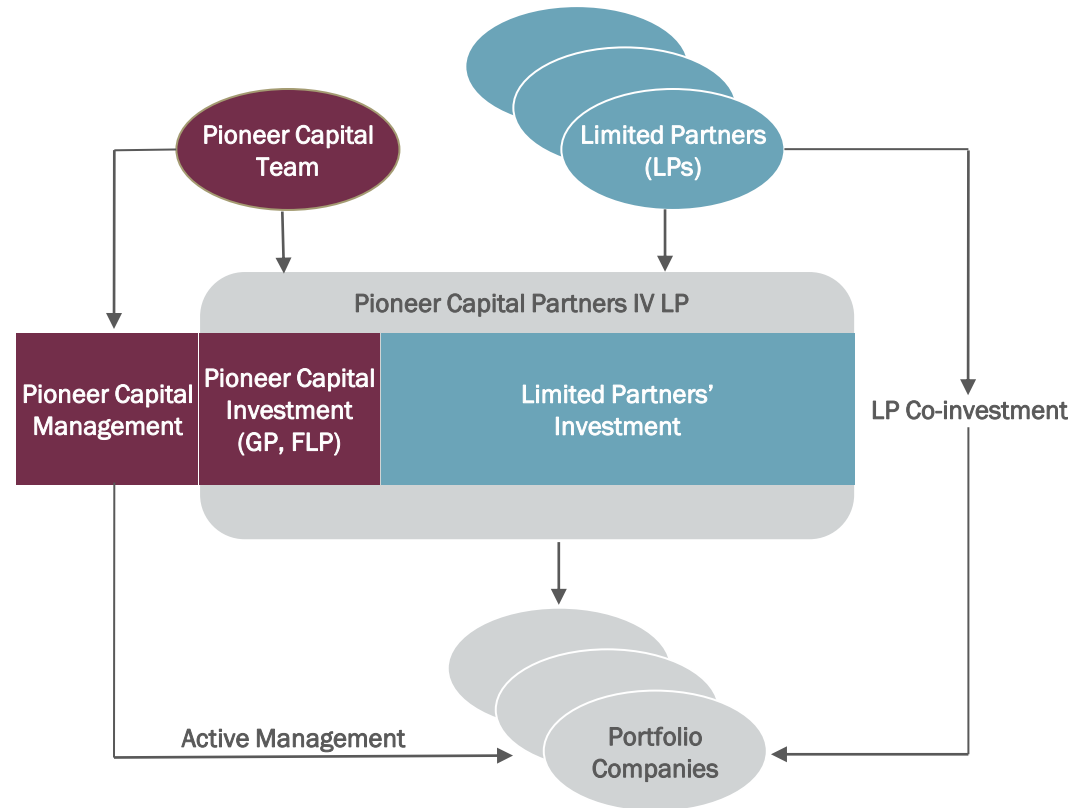 Pioneer Capital
Team
Limited Partners
(LPs)
Pioneer Capital Partners IV LP
Pioneer Capital
Management
Pioneer Capital
Investment
(GP, FLP)
Limited Partners’
Investment
LP Co-investment
Active Management
Portfolio
Companies